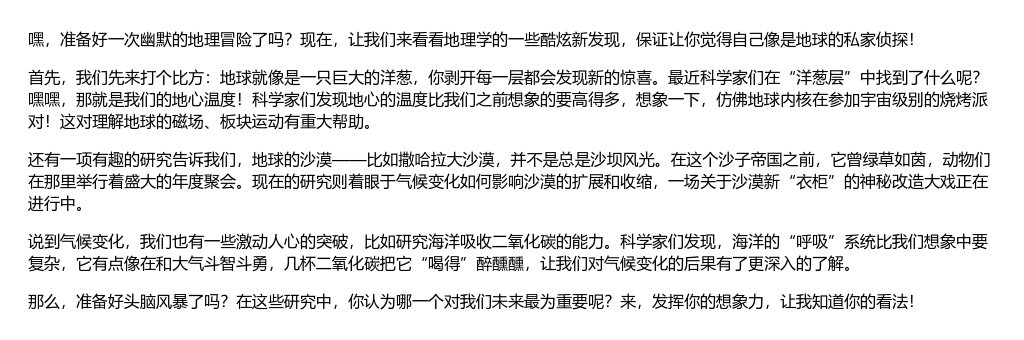 嘿，准备好一次幽默的地理冒险了吗？现在，让我们来看看地理学的一些酷炫新发现，保证让你觉得自己像是地球的私家侦探！
首先，我们先来打个比方：地球就像是一只巨大的洋葱，你剥开每一层都会发现新的惊喜。最近科学家们在“洋葱层”中找到了什么呢？
嘿嘿，那就是我们的地心温度！科学家们发现地心的温度比我们之前想象的要高得多，想象一下，仿佛地球内核在参加宇宙级别的烧烤派
对！这对理解地球的磁场、板块运动有重大帮助。
还有一项有趣的研究告诉我们，地球的沙漠——比如撒哈拉大沙漠，并不是总是沙坝风光。在这个沙子帝国之前，它曾绿草如茵，动物们
在那里举行着盛大的年度聚会。现在的研究则着眼于气候变化如何影响沙漠的扩展和收缩，一场关于沙漠新“衣柜”的神秘改造大戏正在
进行中。
说到气候变化，我们也有一些激动人心的突破，比如研究海洋吸收二氧化碳的能力。科学家们发现，海洋的“呼吸”系统比我们想象中要
复杂，它有点像在和大气斗智斗勇，几杯二氧化碳把它“喝得”醉醺醺，让我们对气候变化的后果有了更深入的了解。
那么，准备好头脑风暴了吗？在这些研究中，你认为哪一个对我们未来最为重要呢？来，发挥你的想象力，让我知道你的看法！